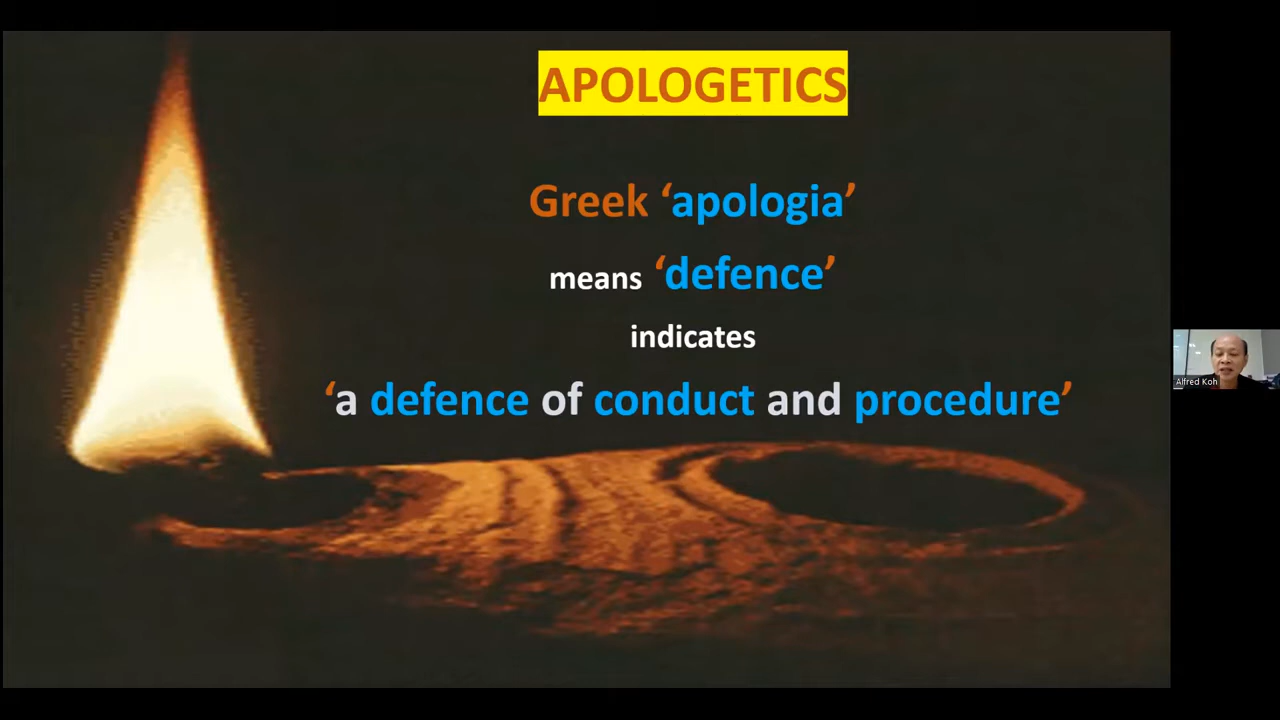 APOLOGETICS
Greek ‘apologia’
means ‘defence’
indicates
‘a defence of conduct and procedure’
Alfred Koh